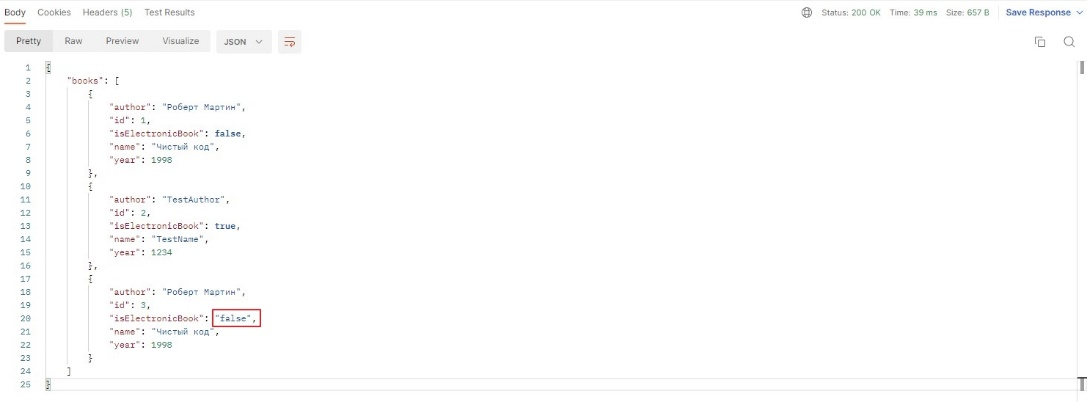 Body Cookies Headers (5) Test Results Status: 200 OK Time: 39 ms Size: 657 B Save Response
Pretty Raw Preview Visualize JSON
1 {
2 "books": [
3 {
4 "author": "Роберт Мартин",
5 "id": 1,
6 "isElectronicBook": false,
7 "name": "Чистый код",
8 "year": 1998
9 },
10 {
11 "author": "TestAuthor",
12 "id": 2,
13 "isElectronicBook": true,
14 "name": "TestName",
15 "year": 1234
16 },
17 {
18 "author": "Роберт Мартин",
19 "id": 3,
20 "isElectronicBook": "false",
21 "name": "Чистый код",
22 "year": 1998
23 }
24 ]
25 }